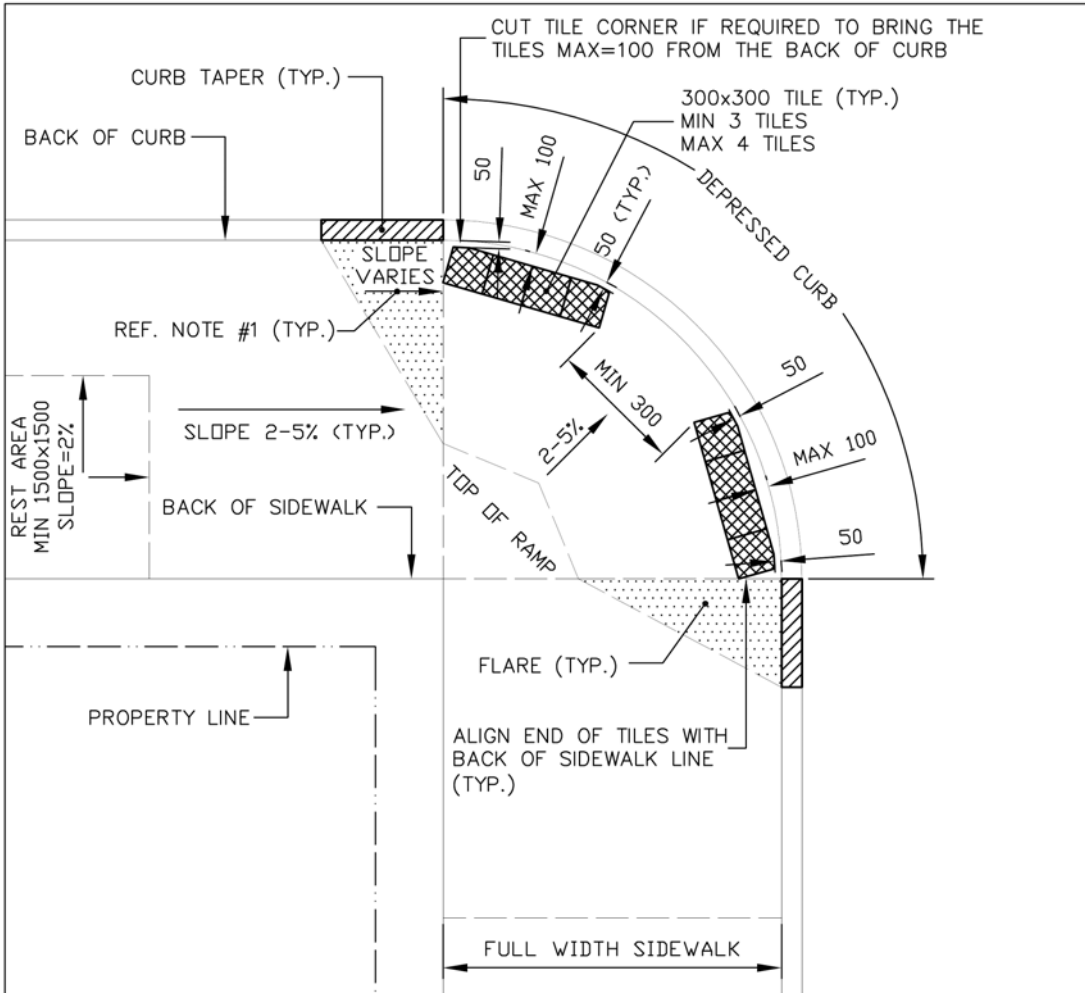 CUT TILE CORNER IF REQUIRED TO BRING THE
TILES MAX=100 FROM THE BACK OF CURB
CURB TAPER (TYP.)
300x300 TILE (TYP.)
MIN 3 TILES
MAX 4 TILES
BACK OF CURB
50
MAX 100
50 (TYP.)
DEPRESSED CURB
SLOPE
VARIES
REF. NOTE #1 (TYP.)
MIN 300
50
REST AREA
MIN 1500x1500
SLOPE=2%
SLOPE 2-5% (TYP.)
2-5%
MAX 100
BACK OF SIDEWALK
TOP OF RAMP
50
FLARE (TYP.)
PROPERTY LINE
ALIGN END OF TILES WITH
BACK OF SIDEWALK LINE
(TYP.)
FULL WIDTH SIDEWALK